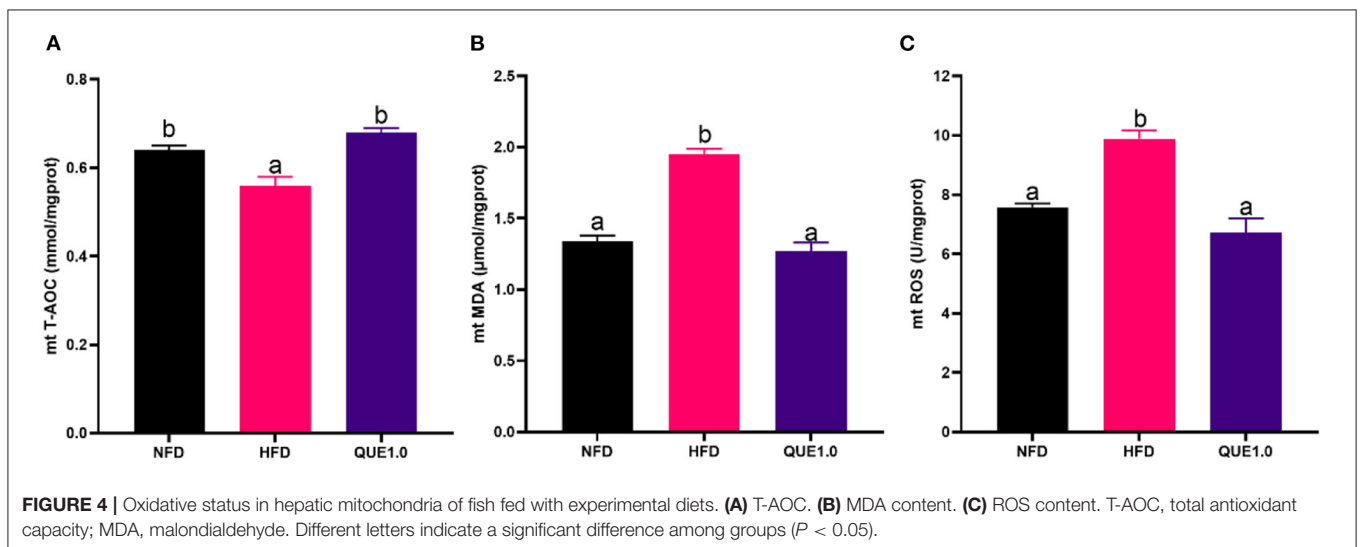 A
mt T-AOC (mmol/mgprot)
0.8
0.6
0.4
0.2
0.0
b
a
b
NFD
HFD
QUE1.0
B
mt MDA (μmol/mgprot)
2.5
2.0
1.5
1.0
0.5
0.0
a
b
a
NFD
HFD
QUE1.0
C
mt ROS (U/mgprot)
12
10
8
6
4
2
0
a
b
a
NFD
HFD
QUE1.0
FIGURE 4 | Oxidative status in hepatic mitochondria of fish fed with experimental diets. (A) T-AOC. (B) MDA content. (C) ROS content. T-AOC, total antioxidant
capacity; MDA, malondialdehyde. Different letters indicate a significant difference among groups (P < 0.05).